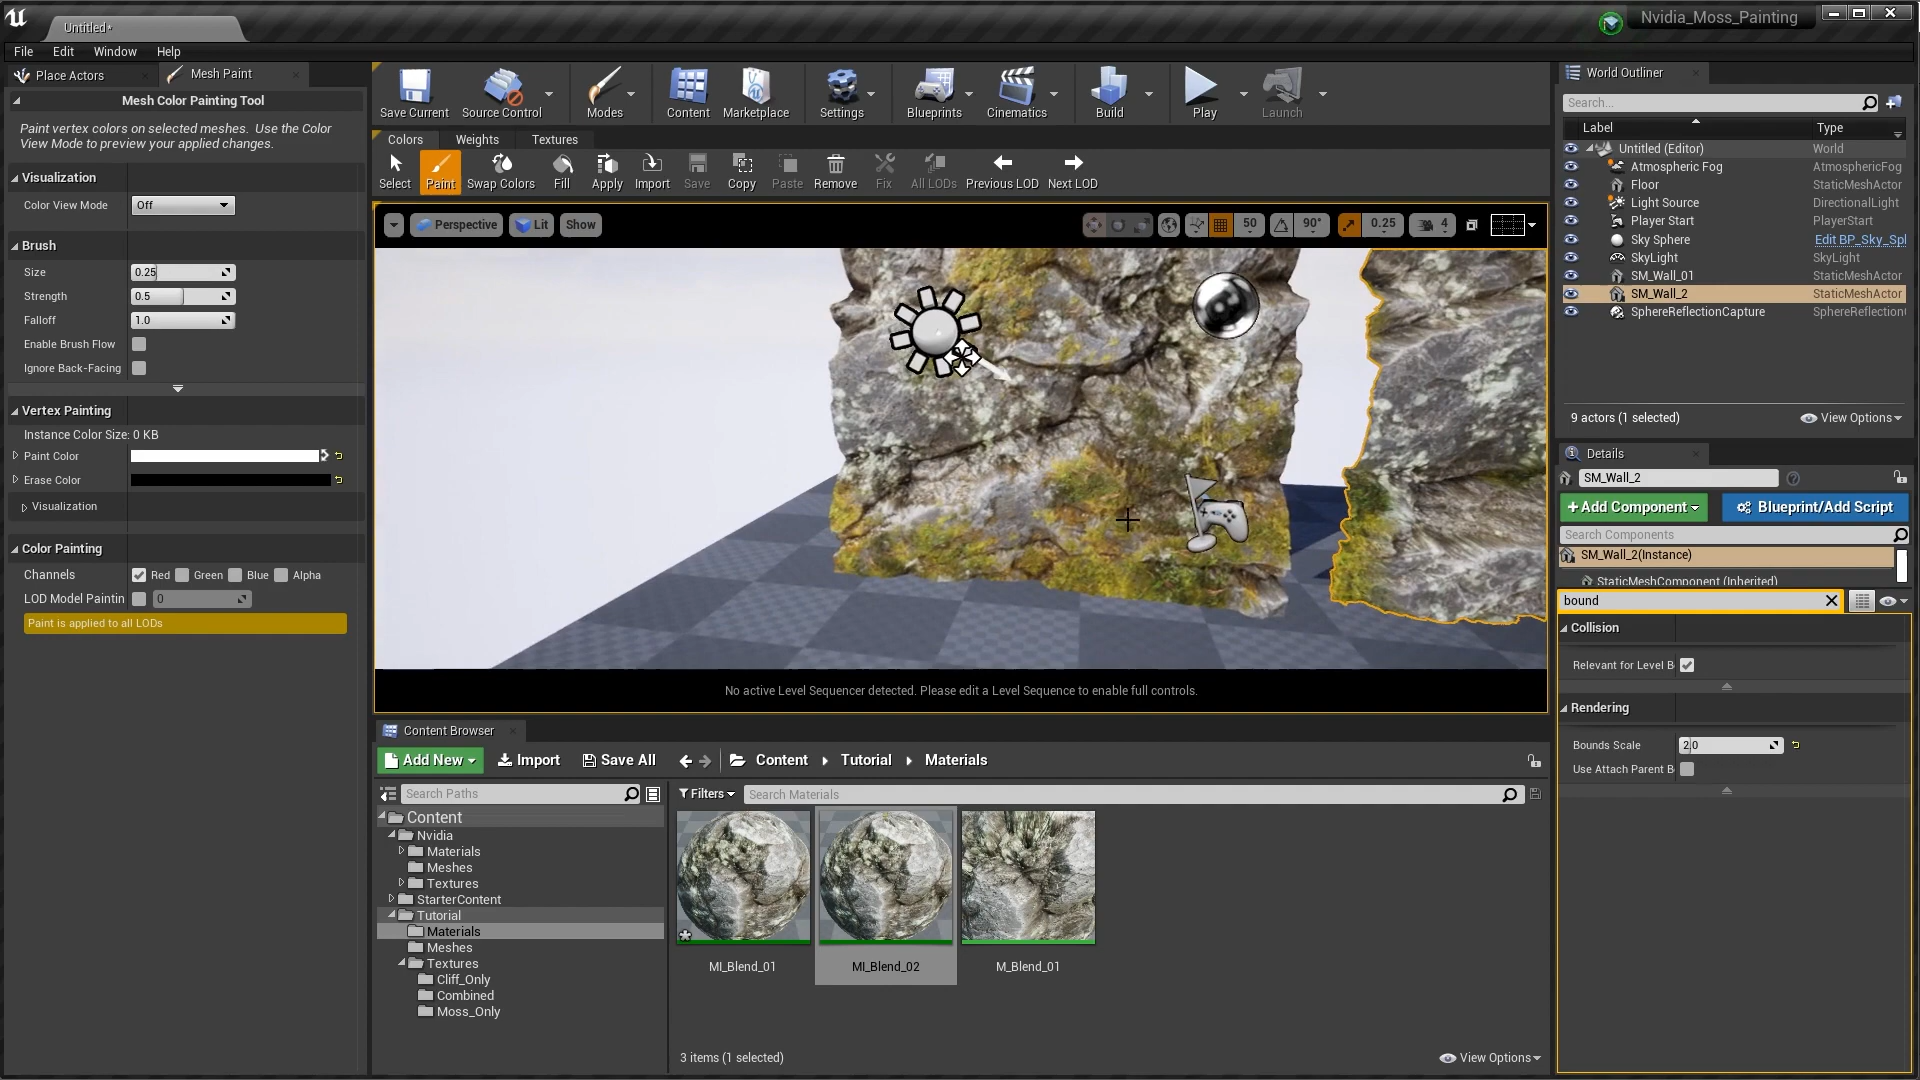 Untitled*
Nvidia_Moss_Painting
File Edit Window Help
Place Actors
Mesh Paint
Mesh Color Painting Tool
Paint vertex colors on selected meshes. Use the Color
View Mode to preview your applied changes.
Visualization
Color View Mode Off
Brush
Size 0.25
Strength 0.5
Falloff 1.0
Enable Brush Flow
Ignore Back-Facing
Vertex Painting
Instance Color Size: 0 KB
Paint Color
Erase Color
Visualization
Color Painting
Channels Red Green Blue Alpha
LOD Model Paintin 0
Paint is applied to all LODs
Save Current Source Control Modes Content Marketplace Settings Blueprints Cinematics Build Play Launch
Colors Weights Textures
Select Paint Swap Colors Fill Apply Import Save Copy Paste Remove Fix All LODs Previous LOD Next LOD
Perspective Lit Show 50 90° 0.25 4
No active Level Sequencer detected. Please edit a Level Sequence to enable full controls.
Content Browser
Add New Import Save All Content Tutorial Materials
Search Paths
Filters Search Materials
Content
Nvidia
Materials
Meshes
Textures
StarterContent
Tutorial
Materials
Meshes
Textures
Cliff_Only
Combined
Moss_Only
MI_Blend_01 MI_Blend_02 M_Blend_01
3 items (1 selected) View Options
World Outliner
Search...
Label Type
Untitled (Editor) World
Atmospheric Fog AtmosphericFog
Floor StaticMeshActor
Light Source DirectionalLight
Player Start PlayerStart
Sky Sphere Edit BP_Sky_Sp
SkyLight SkyLight
SM_Wall_01 StaticMeshActor
SM_Wall_2 StaticMeshActor
SphereReflectionCapture SphereReflection
9 actors (1 selected) View Options
Details
SM_Wall_2
+Add Component Blueprint/Add Script
Search Components
SM_Wall_2(Instance)
StaticMeshComponent (Inherited)
bound
Collision
Relevant for Level B
Rendering
Bounds Scale 2.0
Use Attach Parent B